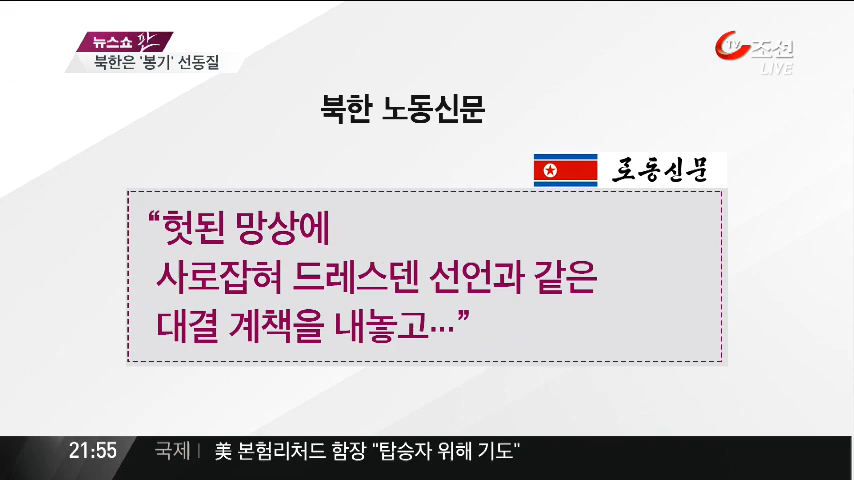 뉴스쇼 판
북한은 '봉기' 선동질
TV조선
LIVE
북한 노동신문
로동신문
“헛된 망상에
사로잡혀 드레스덴 선언과 같은
대결 계책을 내놓고…”
21:55 국제 美 본험리처드 함장 "탑승자 위해 기도"